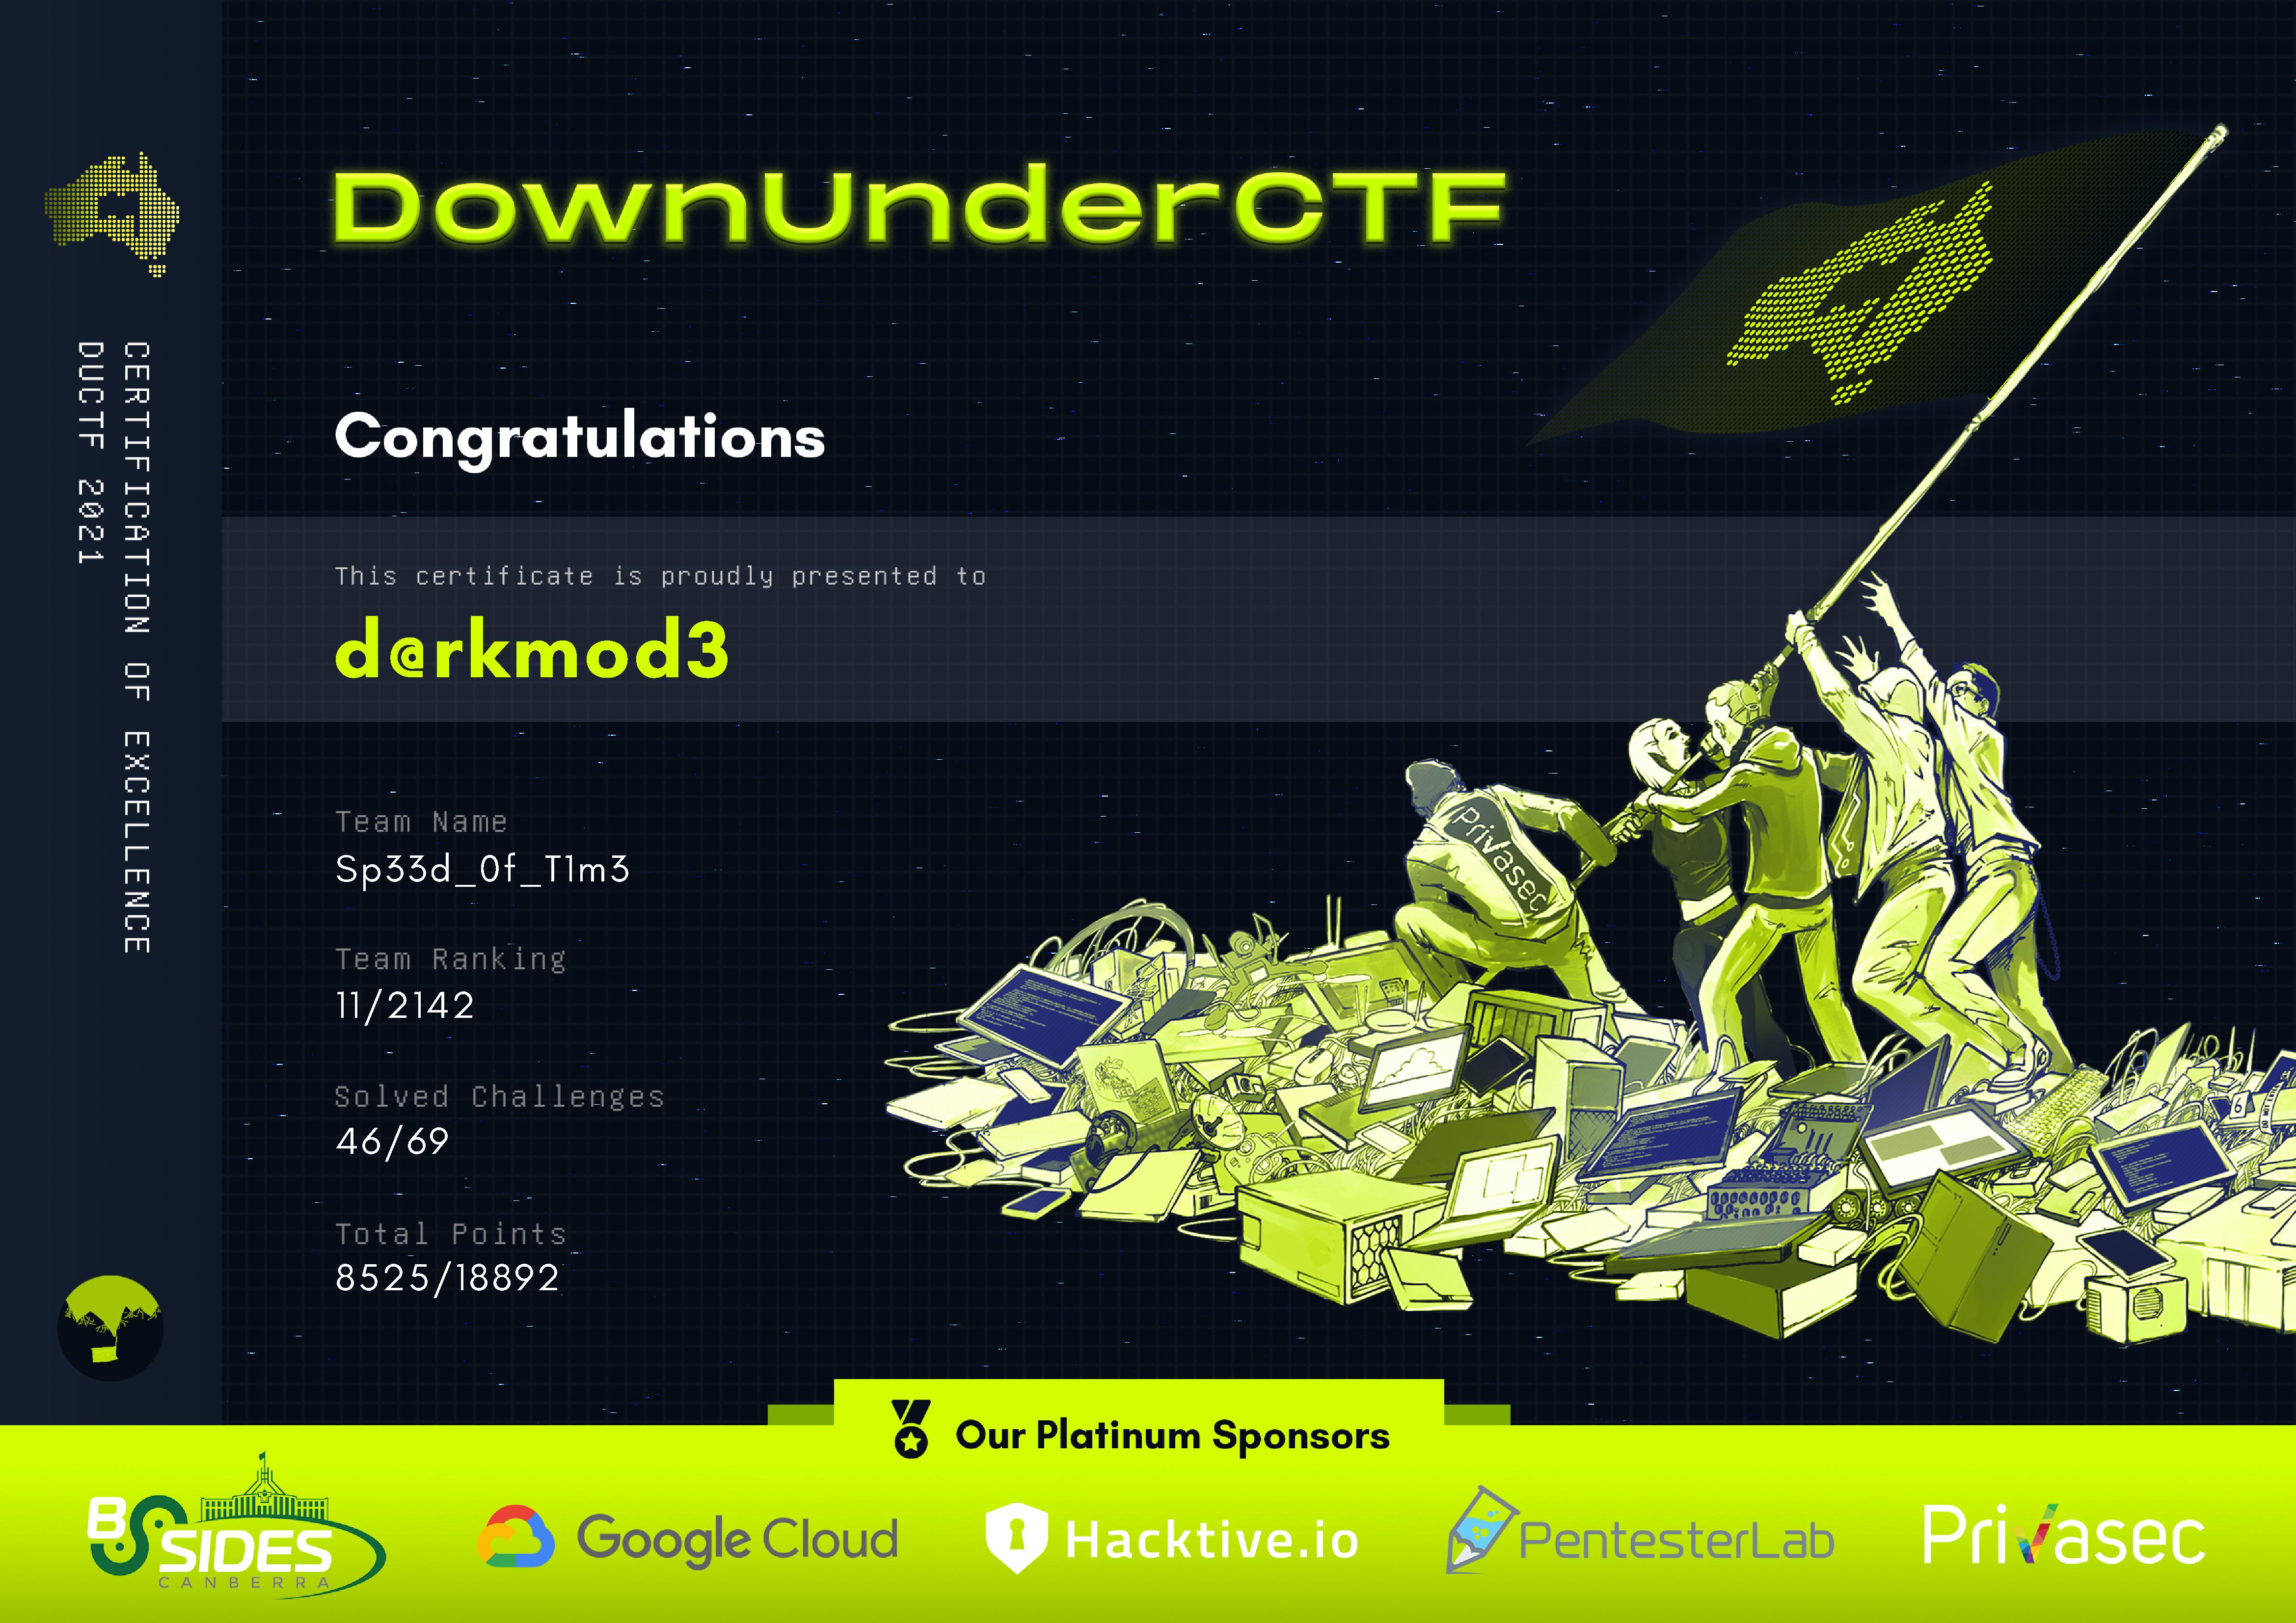 DownUnderCTF
CERTIFICATION OF EXCELLENCE
DUCTF 2021
Congratulations
This certificate is proudly presented to
d@rkmod3
Team Name
Sp33d_0f_T1m3
Team Ranking
11/2142
Solved Challenges
46/69
Total Points
8525/18892
Privasec
Our Platinum Sponsors
BSIDES
CANBERRA
Google Cloud
Hacktive.io
PentesterLab
Privasec